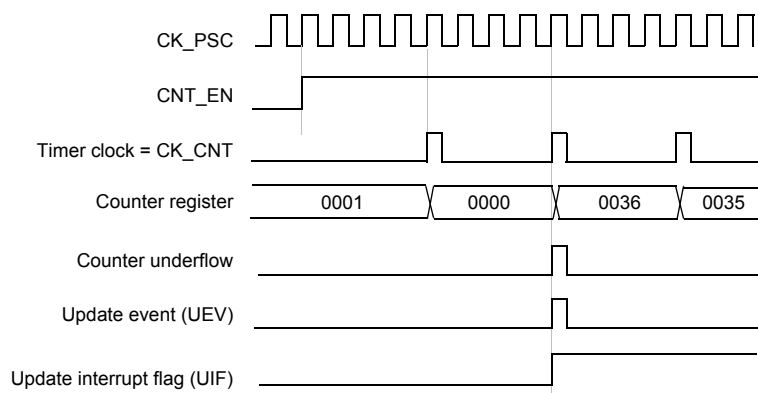 CK_PSC
CNT_EN
Timer clock = CK_CNT
Counter register 0001 0000 0036 0035
Counter underflow
Update event (UEV)
Update interrupt flag (UIF)